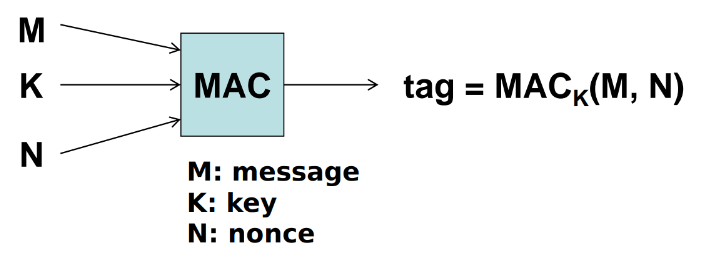 M
K
N
MAC
tag = MACK(M, N)
M: message
K: key
N: nonce